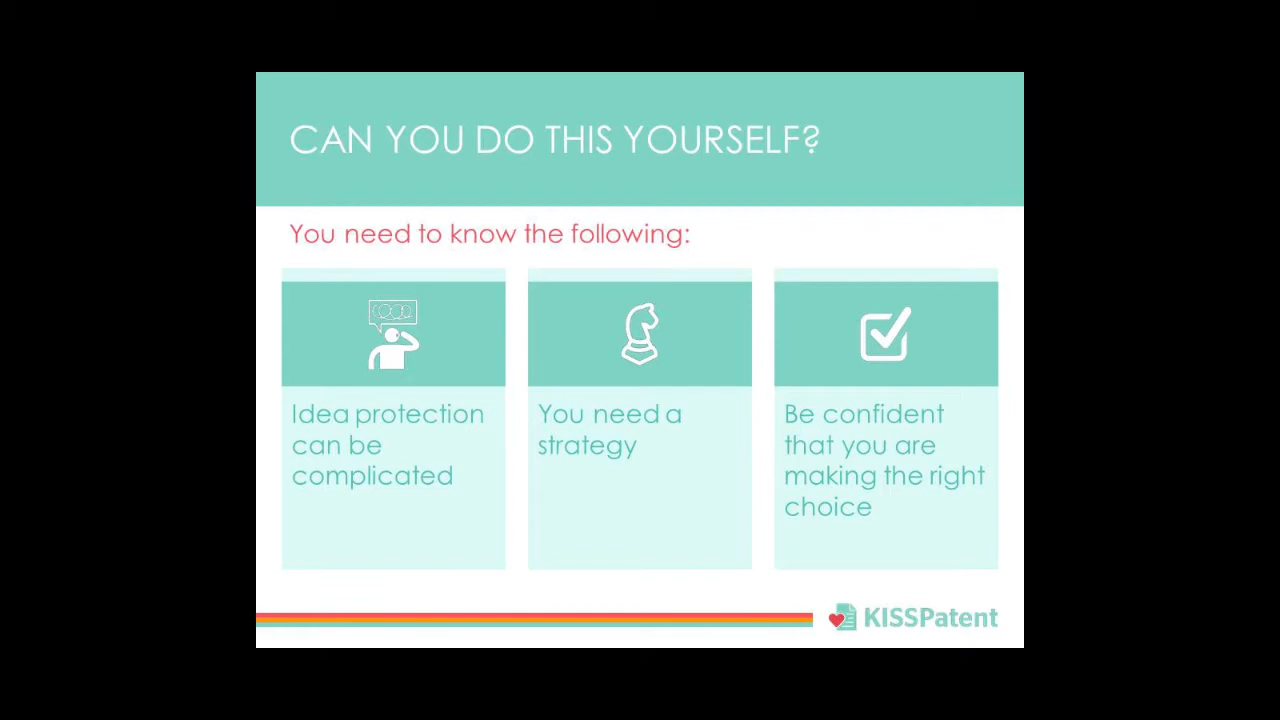 CAN YOU DO THIS YOURSELF?
You need to know the following:
Idea protection
can be
complicated
You need a
strategy
Be confident
that you are
making the right
choice
KISSPatent